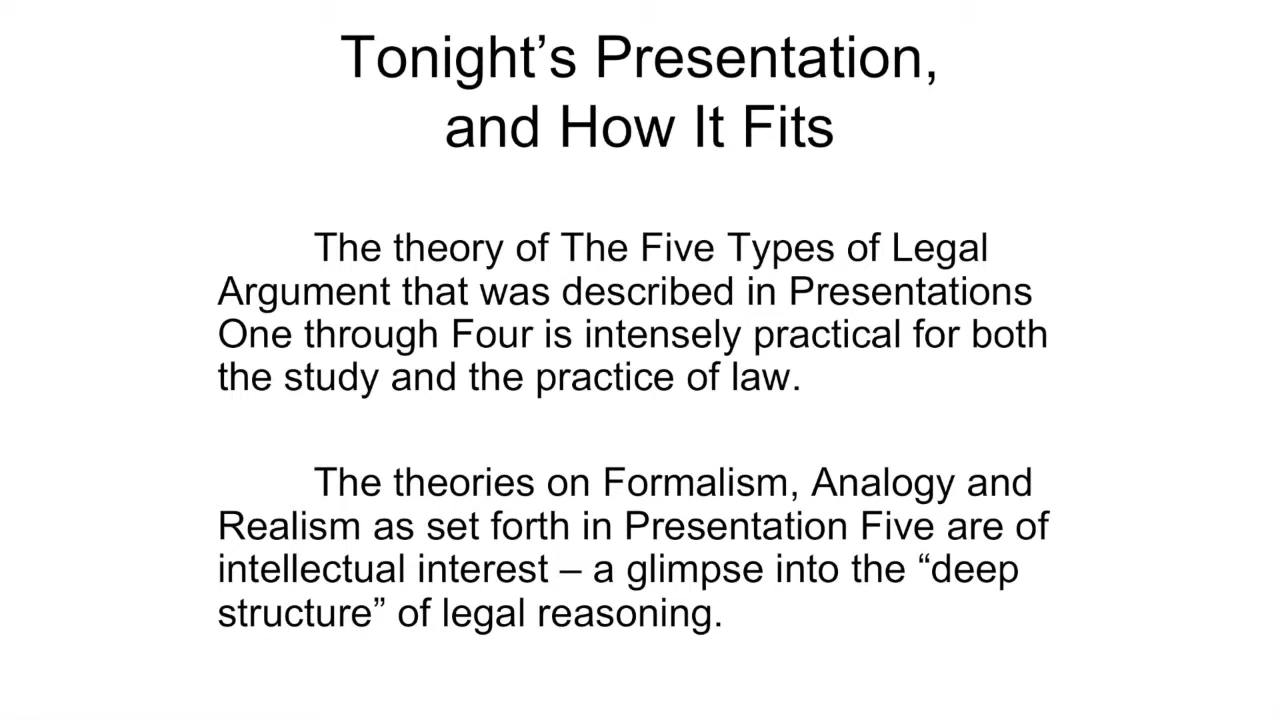 Tonight’s Presentation,
and How It Fits
The theory of The Five Types of Legal
Argument that was described in Presentations
One through Four is intensely practical for both
the study and the practice of law.
The theories on Formalism, Analogy and
Realism as set forth in Presentation Five are of
intellectual interest – a glimpse into the “deep
structure” of legal reasoning.